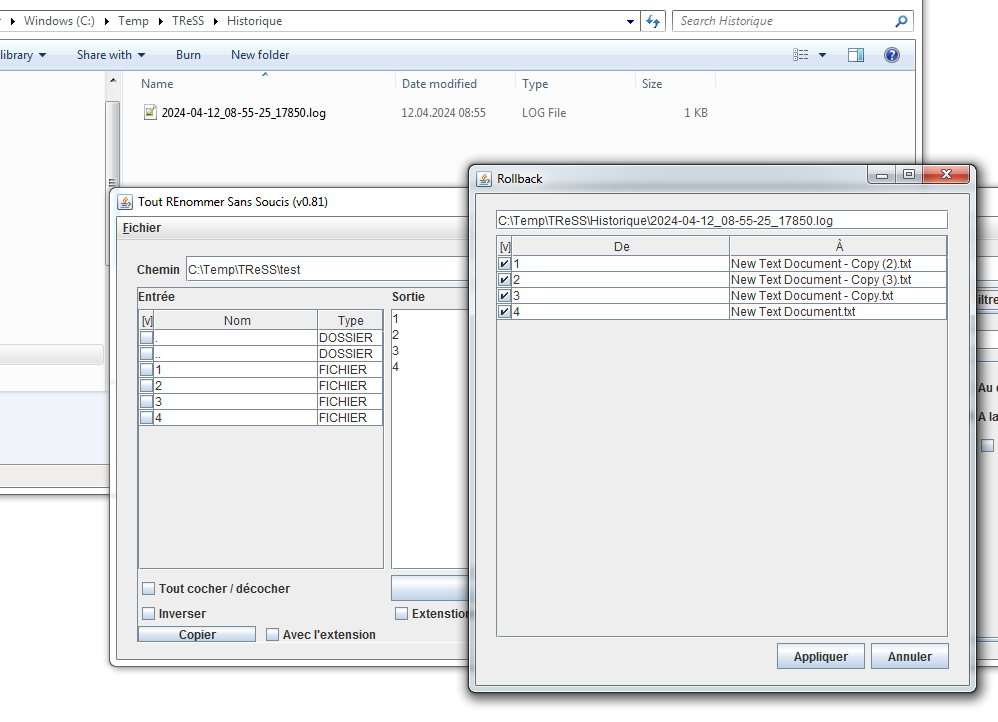 Windows (C:) Temp TReSS Historique
Search Historique
library Share with Burn New folder
Name Date modified Type Size
2024-04-12_08-55-25_17850.log 12.04.2024 08:55 LOG File 1 KB
Tout REnommer Sans Soucis (v0.81)
Fichier
Chemin C:\Temp\TReSS\test
Entrée
[v] Nom Type
. DOSSIER
.. DOSSIER
1 FICHIER
2 FICHIER
3 FICHIER
4 FICHIER
Sortie
1
2
3
4
Tout cocher / décocher
Inverser
Copier
Avec l'extension
Extenstion
Rollback
C:\Temp\TReSS\Historique\2024-04-12_08-55-25_17850.log
[v] De À
1 New Text Document - Copy (2).txt
2 New Text Document - Copy (3).txt
3 New Text Document - Copy.txt
4 New Text Document.txt
Appliquer Annuler
iltre
Au
A la